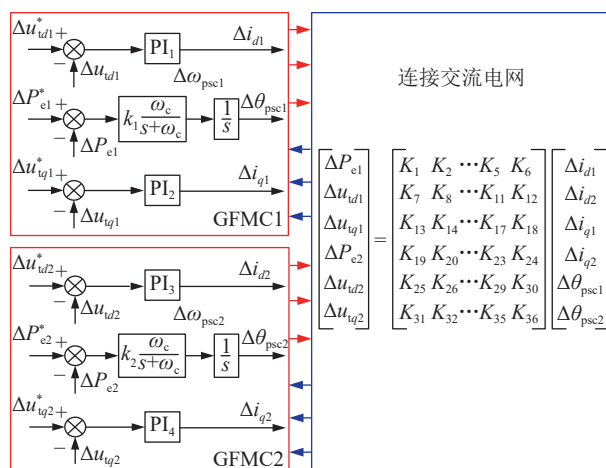 Δu*td1 + Δid1
PI1
− Δutd1 Δωpsc1
ΔP*e1 + k1 ωc/(s+ωc) 1/s Δθpsc1
− ΔPe1
Δu*tq1 + PI2 Δiq1
− Δutq1 GFMC1
Δu*td2 + PI3 Δid2
− Δutd2 Δωpsc2
ΔP*e2 + k2 ωc/(s+ωc) 1/s Δθpsc2
− ΔPe2
Δu*tq2 + PI4 Δiq2
− Δutq2 GFMC2
连接交流电网
ΔPe1 K1 K2 ⋯ K5 K6 Δid1
Δutd1 K7 K8 ⋯ K11 K12 Δid2
Δutq1 K13 K14 ⋯ K17 K18 Δiq1
ΔPe2 = K19 K20 ⋯ K23 K24 Δiq2
Δutd2 K25 K26 ⋯ K29 K30 Δθpsc1
Δutq2 K31 K32 ⋯ K35 K36 Δθpsc2